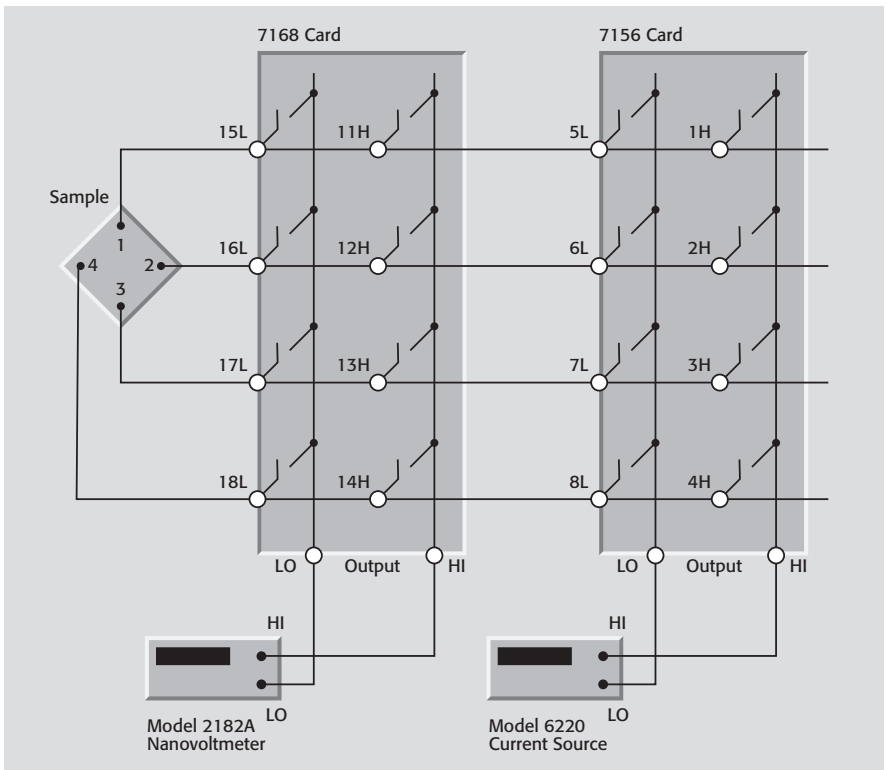 7168 Card
7156 Card
15L
11H
5L
1H
Sample
1
16L
12H
6L
2H
4
2
3
17L
13H
7L
3H
18L
14H
8L
4H
LO
Output
HI
LO
Output
HI
HI
HI
LO
LO
Model 2182A
Nanovoltmeter
Model 6220
Current Source